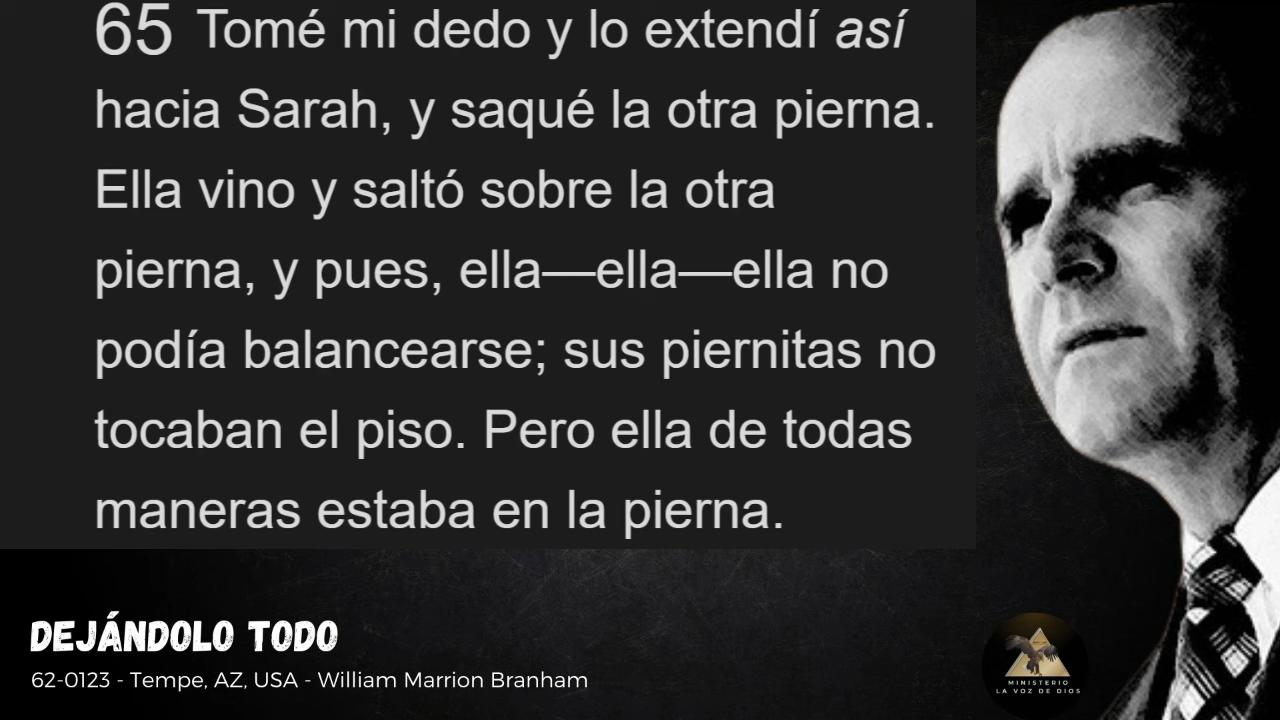 65 Tomé mi dedo y lo extendí así
hacia Sarah, y saqué la otra pierna.
Ella vino y saltó sobre la otra
pierna, y pues, ella—ella—ella no
podía balancearse; sus piernitas no
tocaban el piso. Pero ella de todas
maneras estaba en la pierna.
DEJÁNDOLO TODO
62-0123 - Tempe, AZ, USA - William Marrion Branham
MINISTERIO
LA VOZ DE DIOS